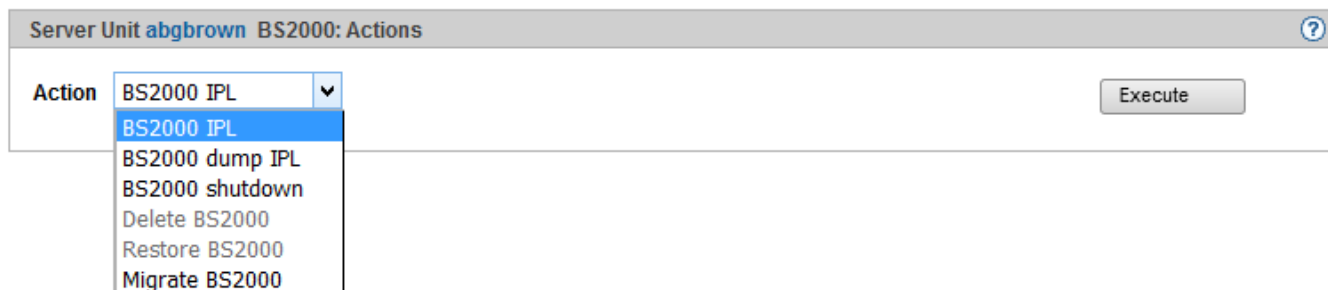 Server Unit abgbrown BS2000: Actions ?
Action BS2000 IPL Execute
BS2000 IPL
BS2000 dump IPL
BS2000 shutdown
Delete BS2000
Restore BS2000
Migrate BS2000